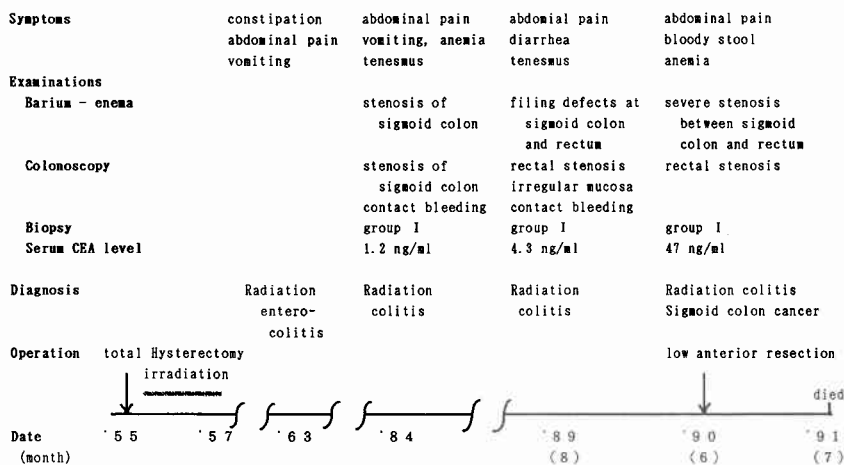 Symptoms constipation abdominal pain abdomial pain abdominal pain
abdominal pain vomiting, anemia diarrhea bloody stool
vomiting tenesmus tenesmus anemia
Examinations
Barium - enema stenosis of filing defects at severe stenosis
sigmoid colon sigmoid colon between sigmoid
and rectum colon and rectum
Colonoscopy stenosis of rectal stenosis rectal stenosis
sigmoid colon irregular mucosa
contact bleeding contact bleeding
Biopsy group I group I group I
Serum CEA level 1.2 ng/ml 4.3 ng/ml 47 ng/ml
Diagnosis Radiation Radiation Radiation Radiation colitis
entero- colitis colitis Sigmoid colon cancer
colitis
Operation total Hysterectomy low anterior resection
irradiation
died
Date '55 '57 '63 '84 '89 '90 '91
(month) (8) (6) (7)